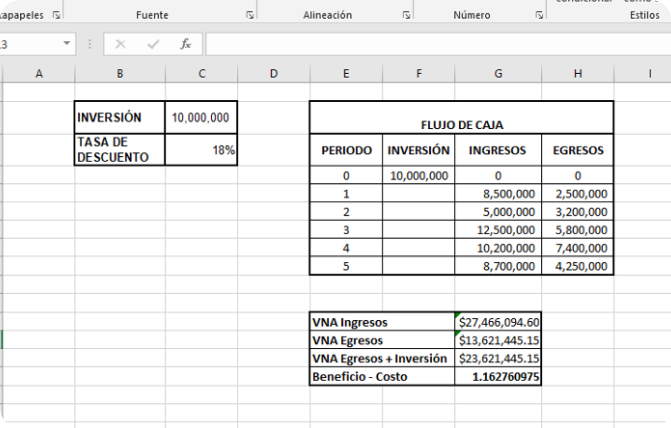 Fuente
Alineación
Número
Estilos
fx
A B C D E F G H I
INVERSIÓN 10,000,000
TASA DE
DESCUENTO 18%
FLUJO DE CAJA
PERIODO INVERSIÓN INGRESOS EGRESOS
0 10,000,000 0 0
1 8,500,000 2,500,000
2 5,000,000 3,200,000
3 12,500,000 5,800,000
4 10,200,000 7,400,000
5 8,700,000 4,250,000
VNA Ingresos $27,466,094.60
VNA Egresos $13,621,445.15
VNA Egresos + Inversión $23,621,445.15
Beneficio - Costo 1.162760975